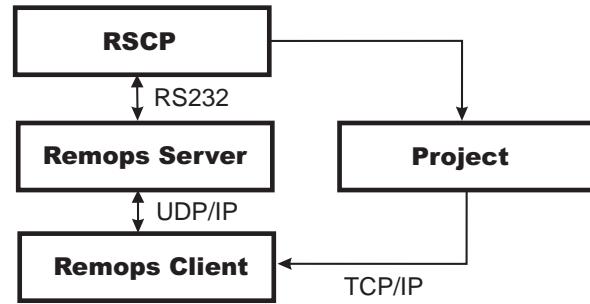 RSCP
RS232
Remops Server
Project
UDP/IP
Remops Client
TCP/IP